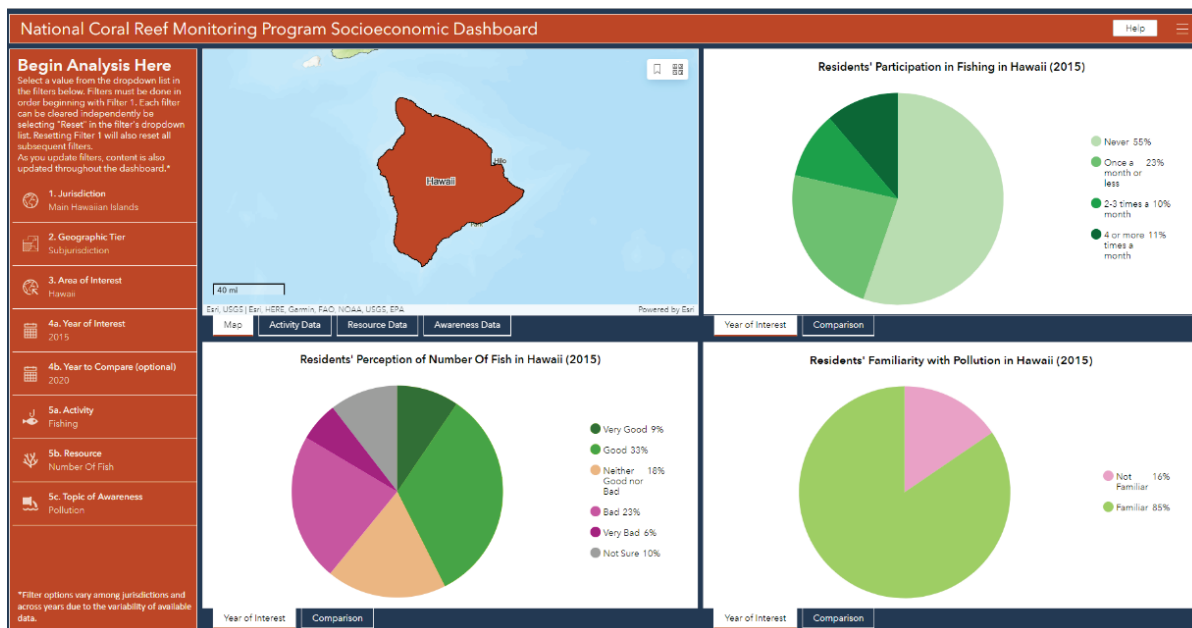 National Coral Reef Monitoring Program Socioeconomic Dashboard
Help
Begin Analysis Here
Select a value from the dropdown list in
the filters below. Filters must be done in
order beginning with Filter 1. Each filter
can be cleared independently be
selecting "Reset" in the filter's dropdown
list. Resetting Filter 1 will also reset all
subsequent filters.
As you update filters, content is also
updated throughout the dashboard.*
1. Jurisdiction
Main Hawaiian Islands
2. Geographic Tier
Subjurisdiction
3. Area of Interest
Hawaii
4a. Year of Interest
2015
4b. Year to Compare (optional)
2020
5a. Activity
Fishing
5b. Resource
Number Of Fish
5c. Topic of Awareness
Pollution
*Filter options vary among jurisdictions and
across years due to the variability of available
data.
Hilo
Hawaii
Park
40 mi
Esri, USGS | Esri, HERE, Garmin, FAO, NOAA, USGS, EPA
Powered by Esri
Map
Activity Data
Resource Data
Awareness Data
Residents' Participation in Fishing in Hawaii (2015)
Never 55%
Once a 23%
month or
less
2-3 times a 10%
month
4 or more 11%
times a
month
Year of Interest
Comparison
Residents' Perception of Number Of Fish in Hawaii (2015)
Very Good 9%
Good 33%
Neither 18%
Good nor
Bad
Bad 23%
Very Bad 6%
Not Sure 10%
Year of Interest
Comparison
Residents' Familiarity with Pollution in Hawaii (2015)
Not 16%
Familiar
Familiar 85%
Year of Interest
Comparison